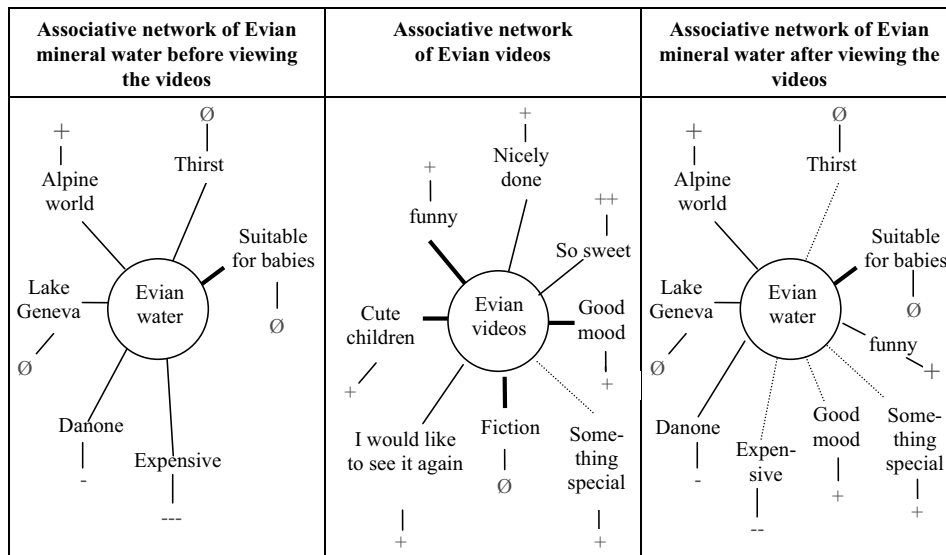 Associative network of Evian
mineral water before viewing
the videos
Associative network
of Evian videos
Associative network of Evian
mineral water after viewing the
videos
Ø
+
Thirst
Alpine
world
Suitable
for babies
Ø
Lake
Geneva
Ø
Evian
water
Danone
-
Expensive
---
+
Nicely
done
+
funny
++
So sweet
Cute
children
+
Evian
videos
Good
mood
+
I would like
to see it again
+
Fiction
Ø
Some-
thing
special
+
Ø
+
Thirst
Alpine
world
Suitable
for babies
Ø
Lake
Geneva
Ø
Evian
water
funny
+
Danone
-
Expen-
sive
--
Good
mood
+
Some-
thing
special
+